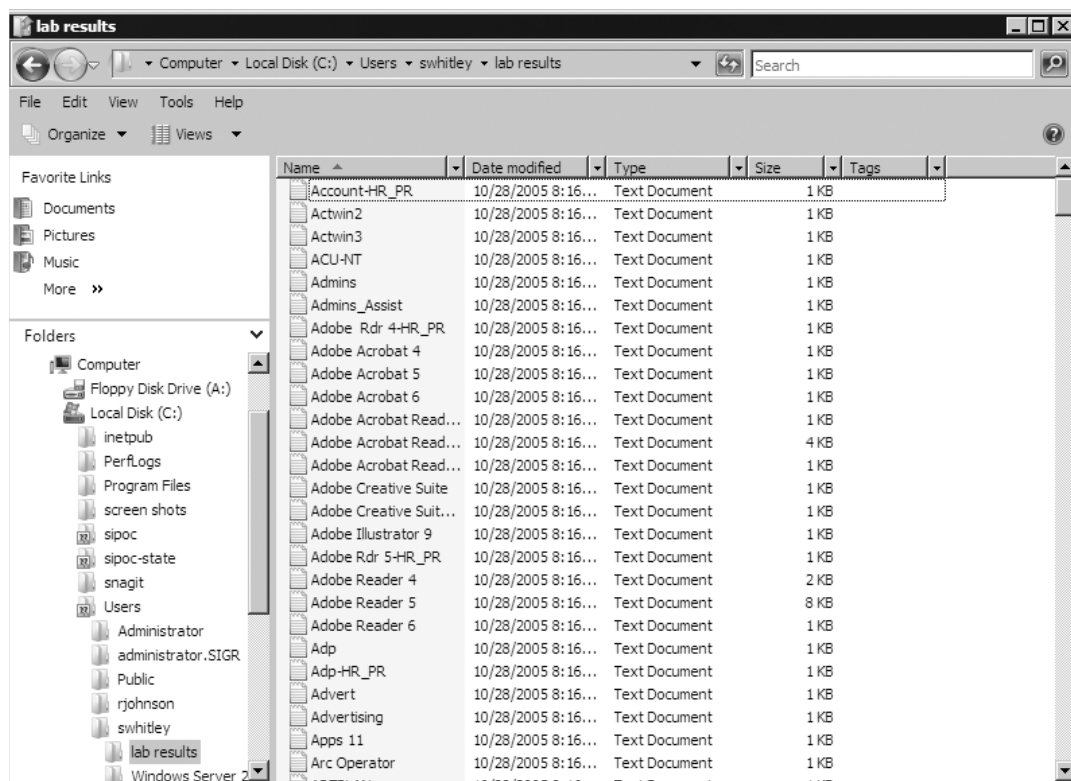 lab results
Computer Local Disk (C:) Users swhitley lab results Search
File Edit View Tools Help
Organize Views
Favorite Links
Documents
Pictures
Music
More »
Folders
Computer
Floppy Disk Drive (A:)
Local Disk (C:)
inetpub
PerfLogs
Program Files
screen shots
sipoc
sipoc-state
snagit
Users
Administrator
administrator.SIGR
Public
rjohnson
swhitley
lab results
Windows Server 2
Name Date modified Type Size Tags
Account-HR_PR 10/28/2005 8:16... Text Document 1 KB
Actwin2 10/28/2005 8:16... Text Document 1 KB
Actwin3 10/28/2005 8:16... Text Document 1 KB
ACU-NT 10/28/2005 8:16... Text Document 1 KB
Admins 10/28/2005 8:16... Text Document 1 KB
Admins_Assist 10/28/2005 8:16... Text Document 1 KB
Adobe Rdr 4-HR_PR 10/28/2005 8:16... Text Document 1 KB
Adobe Acrobat 4 10/28/2005 8:16... Text Document 1 KB
Adobe Acrobat 5 10/28/2005 8:16... Text Document 1 KB
Adobe Acrobat 6 10/28/2005 8:16... Text Document 1 KB
Adobe Acrobat Read... 10/28/2005 8:16... Text Document 1 KB
Adobe Acrobat Read... 10/28/2005 8:16... Text Document 4 KB
Adobe Acrobat Read... 10/28/2005 8:16... Text Document 1 KB
Adobe Creative Suite 10/28/2005 8:16... Text Document 1 KB
Adobe Creative Suit... 10/28/2005 8:16... Text Document 1 KB
Adobe Illustrator 9 10/28/2005 8:16... Text Document 1 KB
Adobe Rdr 5-HR_PR 10/28/2005 8:16... Text Document 1 KB
Adobe Reader 4 10/28/2005 8:16... Text Document 2 KB
Adobe Reader 5 10/28/2005 8:16... Text Document 8 KB
Adobe Reader 6 10/28/2005 8:16... Text Document 1 KB
Adp 10/28/2005 8:16... Text Document 1 KB
Adp-HR_PR 10/28/2005 8:16... Text Document 1 KB
Advert 10/28/2005 8:16... Text Document 1 KB
Advertising 10/28/2005 8:16... Text Document 1 KB
Apps 11 10/28/2005 8:16... Text Document 1 KB
Arc Operator 10/28/2005 8:16... Text Document 1 KB